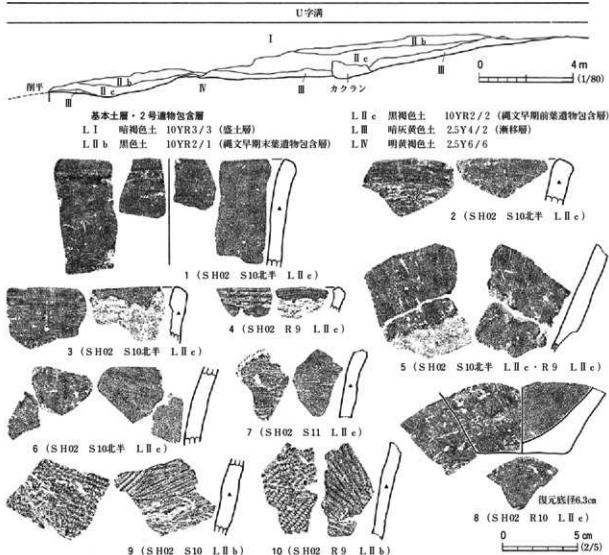 U字溝
Ⅰ
Ⅱb
Ⅱc
Ⅲ
Ⅱb
Ⅱc
削平
Ⅲ
Ⅳ
Ⅲ
カクラン
0 4 m
(1/80)
基本土層・2号遺物包含層
LⅠ 暗褐色土 10YR3/3 (盛土層)
LⅡb 黒色土 10YR2/1 (縄文早期末葉遺物包含層)
LⅡc 黒褐色土 10YR2/2 (縄文早期前葉遺物包含層)
LⅢ 暗灰黄色土 2.5Y4/2 (漸移層)
LⅣ 明黄褐色土 2.5Y6/6
1 (SH02 S10北半 LⅡc)
2 (SH02 S10北半 LⅡc)
3 (SH02 S10北半 LⅡc)
4 (SH02 R9 LⅡc)
5 (SH02 S10北半 LⅡc・R9 LⅡc)
6 (SH02 S10北半 LⅡc)
7 (SH02 S11 LⅡc)
復元底径6.3cm
8 (SH02 R10 LⅡc)
9 (SH02 S10 LⅡb)
10 (SH02 R9 LⅡb)
0 5 cm
(2/5)